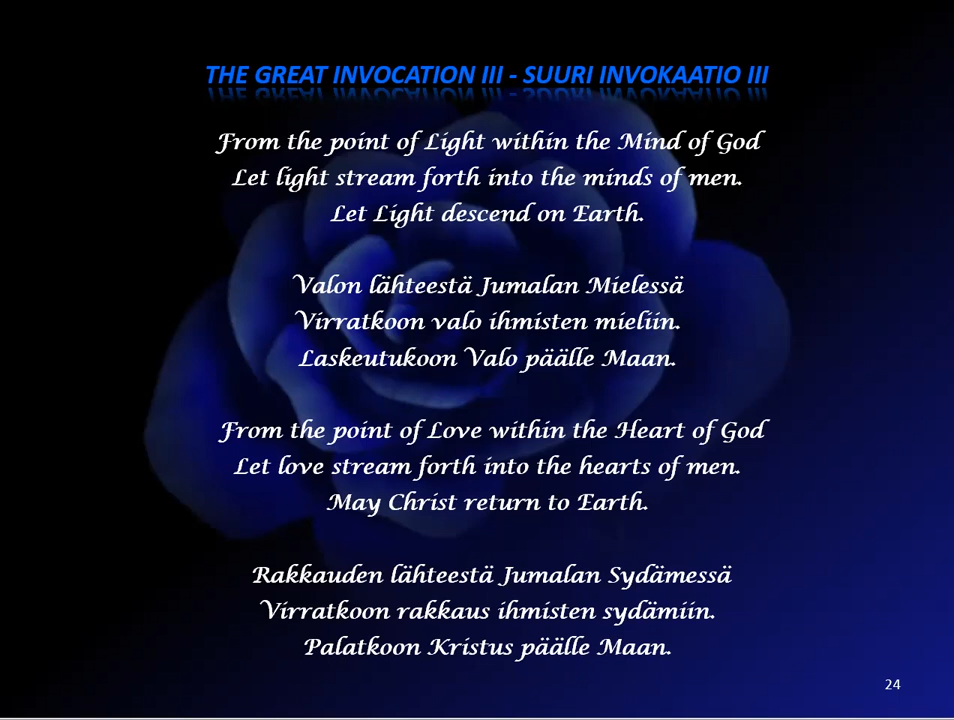 THE GREAT INVOCATION III - SUURI INVOKAATIO III
From the point of Light within the Mind of God
Let light stream forth into the minds of men.
Let Light descend on Earth.
Valon lähteestä Jumalan Mielessä
Virratkoon valo ihmisten mieliin.
Laskeutukoon Valo päälle Maan.
From the point of Love within the Heart of God
Let love stream forth into the hearts of men.
May Christ return to Earth.
Rakkauden lähteestä Jumalan Sydämessä
Virratkoon rakkaus ihmisten sydämiin.
Palatkoon Kristus päälle Maan.
24